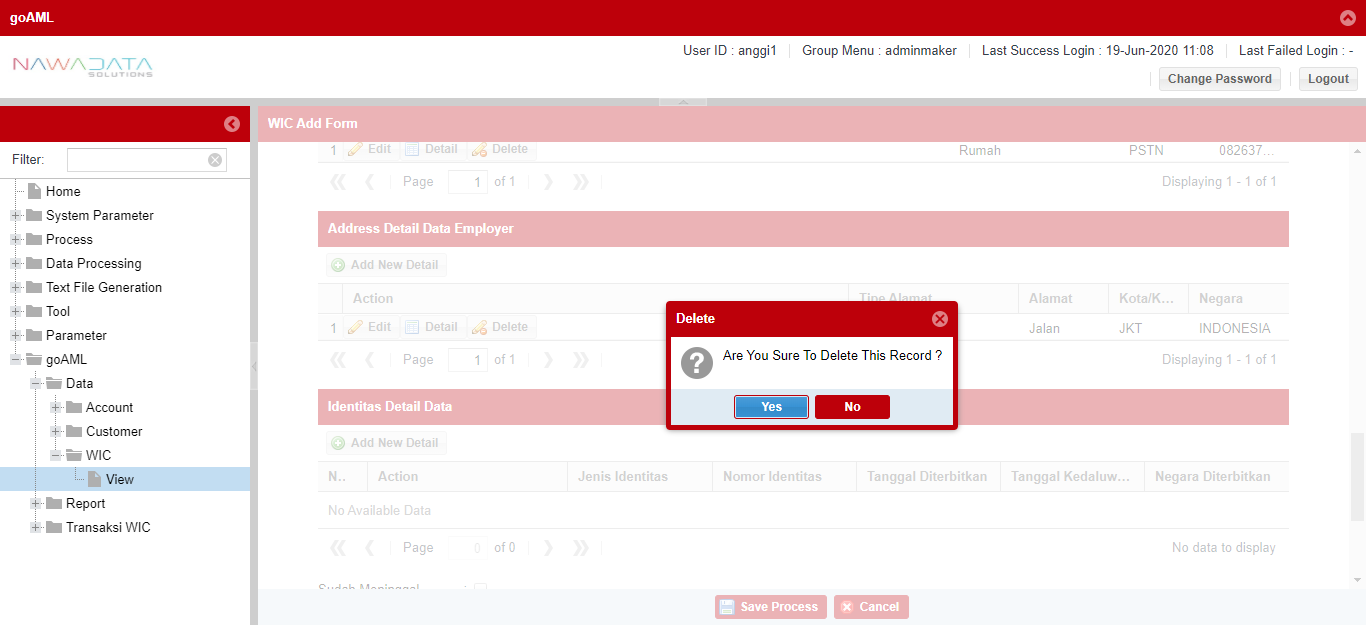 goAML
NAWADATA
SOLUTIONS
User ID : anggi1 Group Menu : adminmaker Last Success Login : 19-Jun-2020 11:08 Last Failed Login : -
Change Password Logout
Filter:
Home
System Parameter
Process
Data Processing
Text File Generation
Tool
Parameter
goAML
Data
Account
Customer
WIC
View
Report
Transaksi WIC
WIC Add Form
1 Edit Detail Delete Rumah PSTN 082637...
Page 1 of 1 Displaying 1 - 1 of 1
Address Detail Data Employer
Add New Detail
Action Tipe Alamat Alamat Kota/K... Negara
1 Edit Detail Delete Jalan JKT INDONESIA
Page 1 of 1 Displaying 1 - 1 of 1
Delete
Are You Sure To Delete This Record ?
Yes No
Identitas Detail Data
Add New Detail
N.. Action Jenis Identitas Nomor Identitas Tanggal Diterbitkan Tanggal Kedaluw... Negara Diterbitkan
No Available Data
Page 0 of 0 No data to display
Sudah Meninggal :
Save Process Cancel